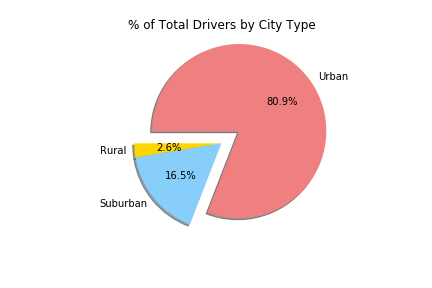 % of Total Drivers by City Type
Urban
80.9%
Rural
2.6%
16.5%
Suburban